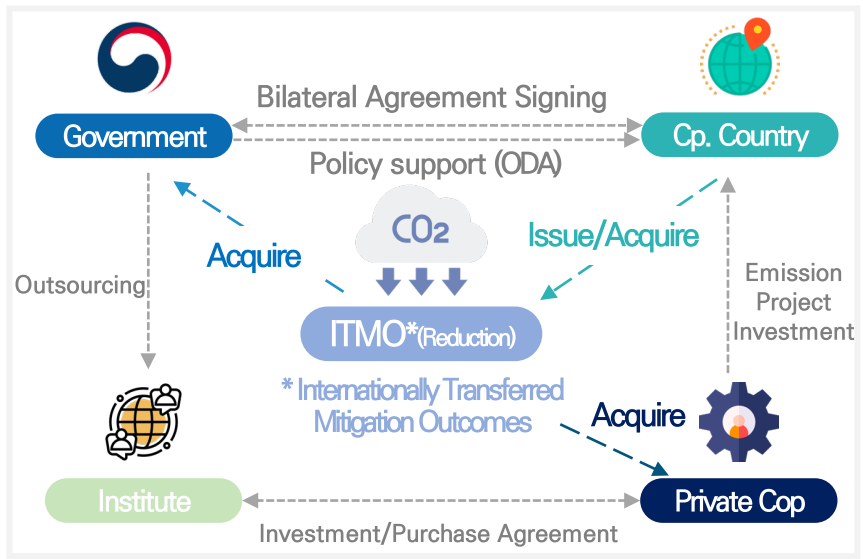 Bilateral Agreement Signing
Government
Cp. Country
Policy support (ODA)
CO2
Acquire
Issue/Acquire
Outsourcing
Emission
Project
Investment
ITMO*(Reduction)
* Internationally Transferred
Mitigation Outcomes
Acquire
Institute
Private Cop
Investment/Purchase Agreement